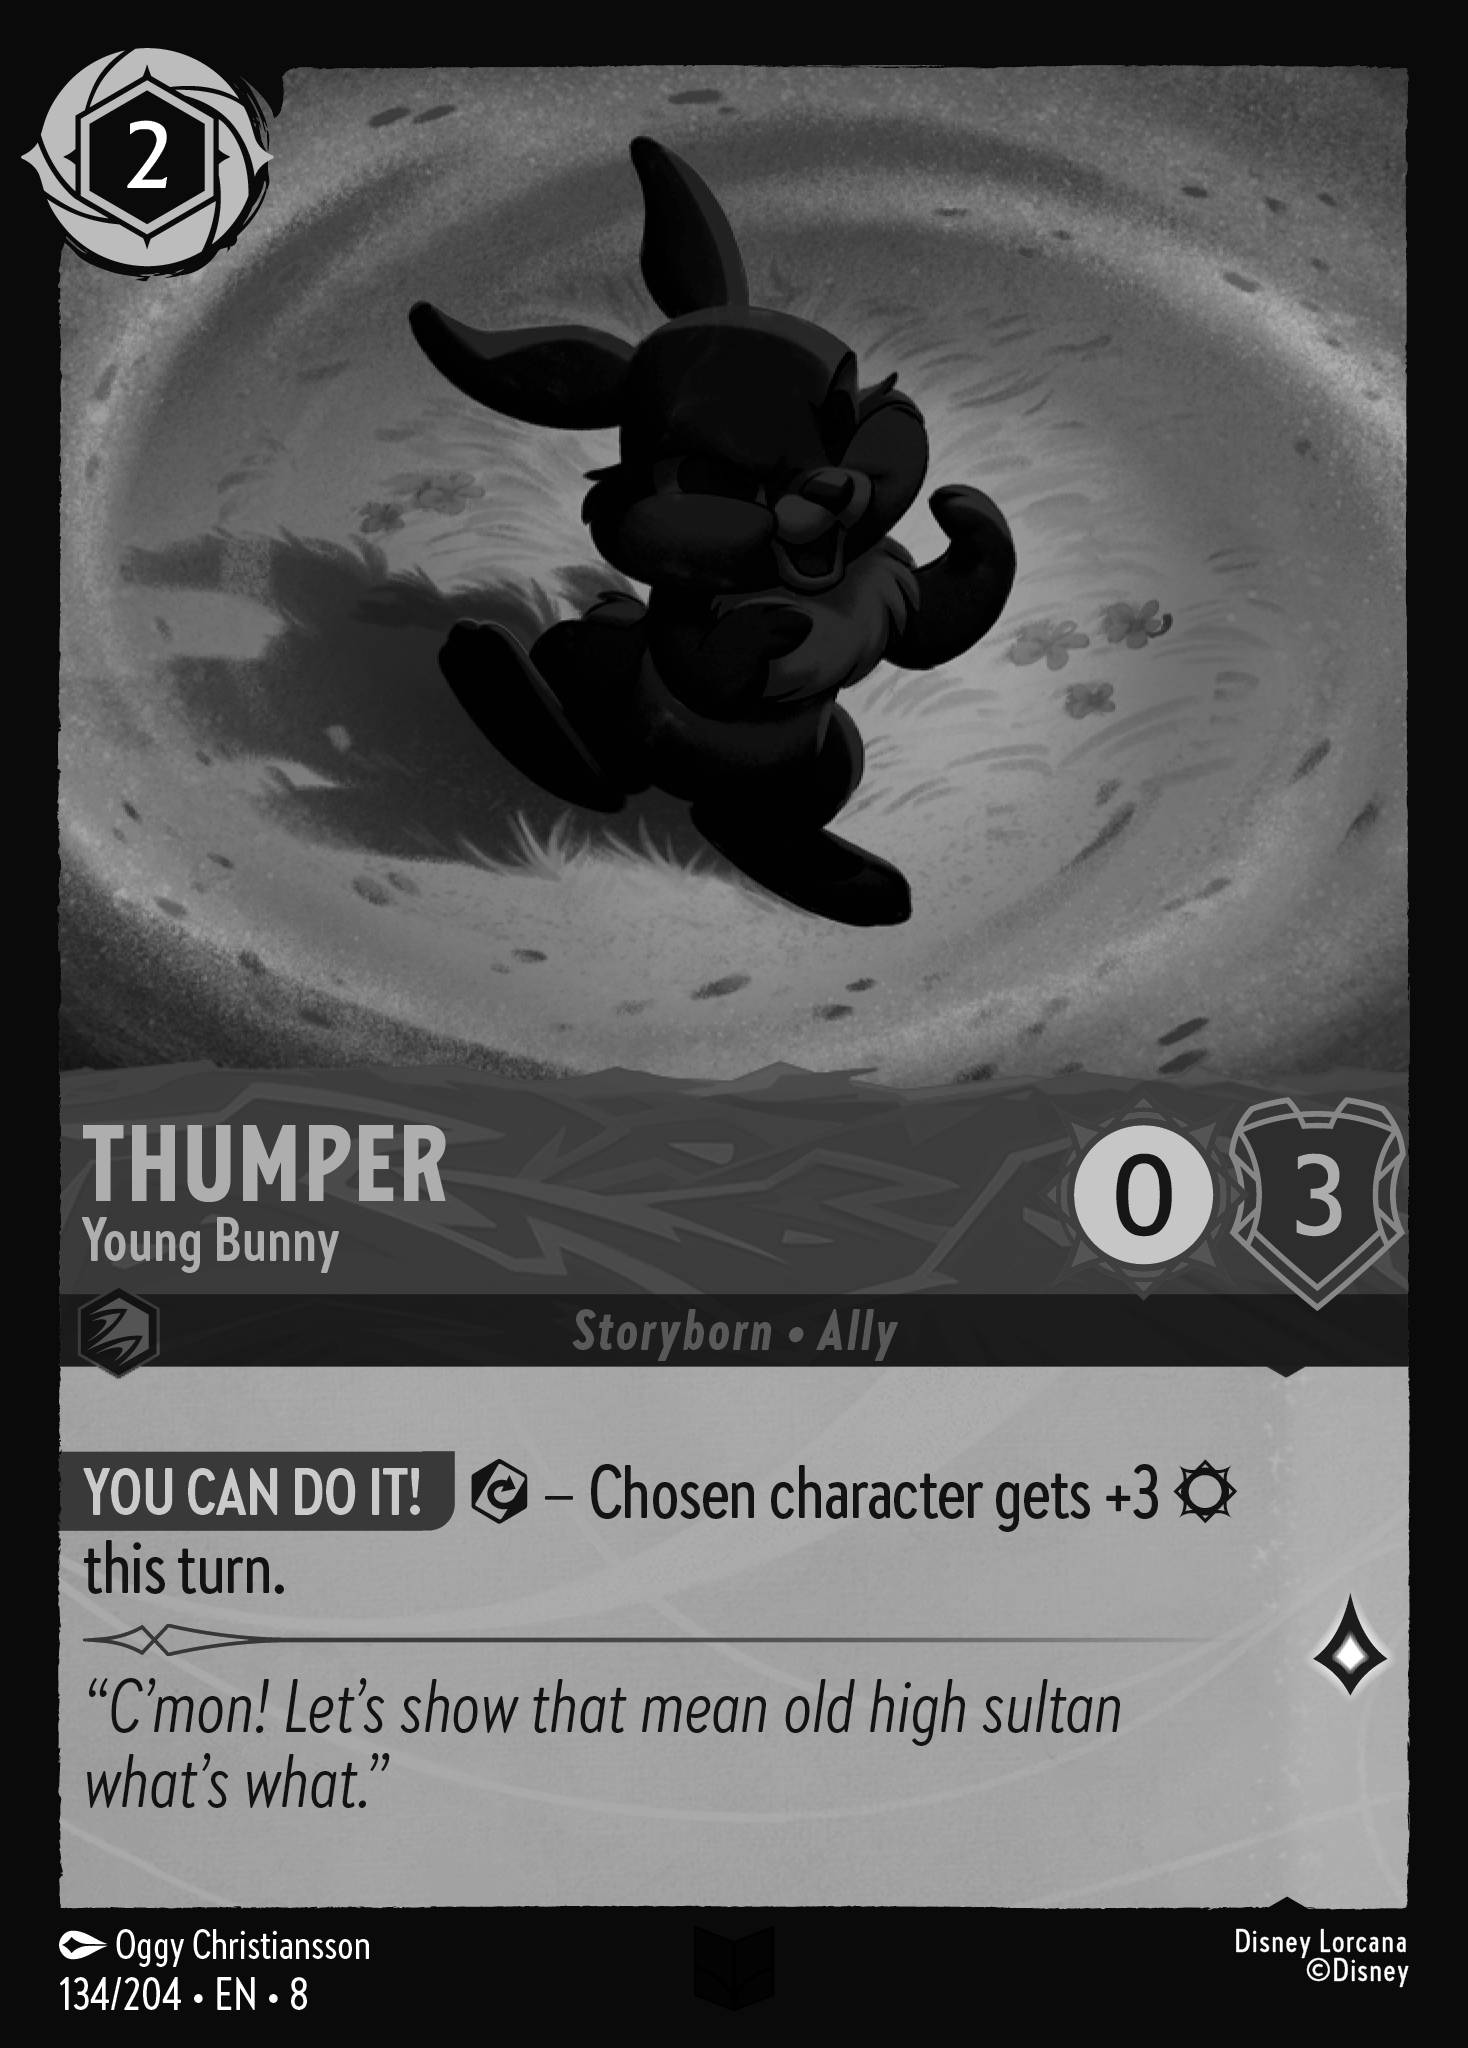 2
THUMPER
Young Bunny
0 3
Storyborn • Ally
YOU CAN DO IT! – Chosen character gets +3
this turn.
“C’mon! Let’s show that mean old high sultan
what’s what.”
Oggy Christiansson
134/204 • EN • 8
Disney Lorcana
©Disney